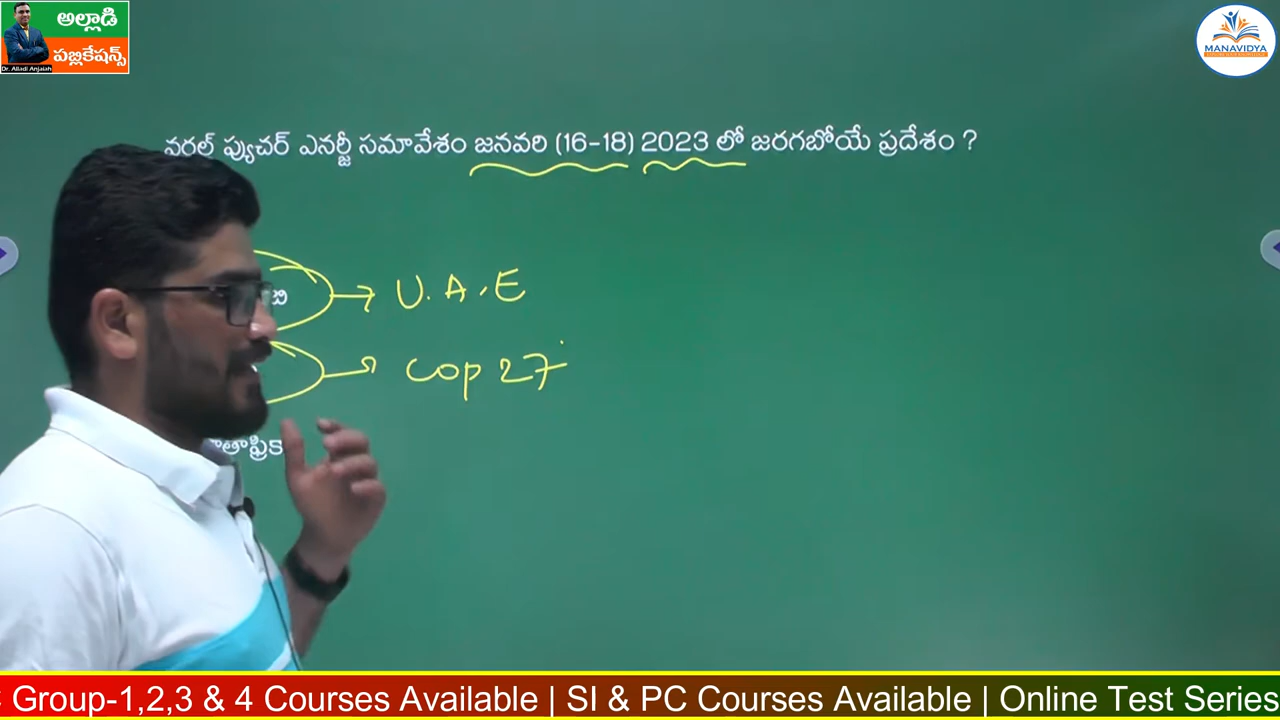 అల్లాడి
పబ్లికేషన్స్
Dr. Alladi Anjaiah
MANAVIDYA
వరల్డ్ ఫ్యుచర్ ఎనర్జీ సమావేశం జనవరి (16-18) 2023 లో జరగబోయే ప్రదేశం ?
U.A.E
Cop 27
Group-1,2,3 & 4 Courses Available | SI & PC Courses Available | Online Test Series